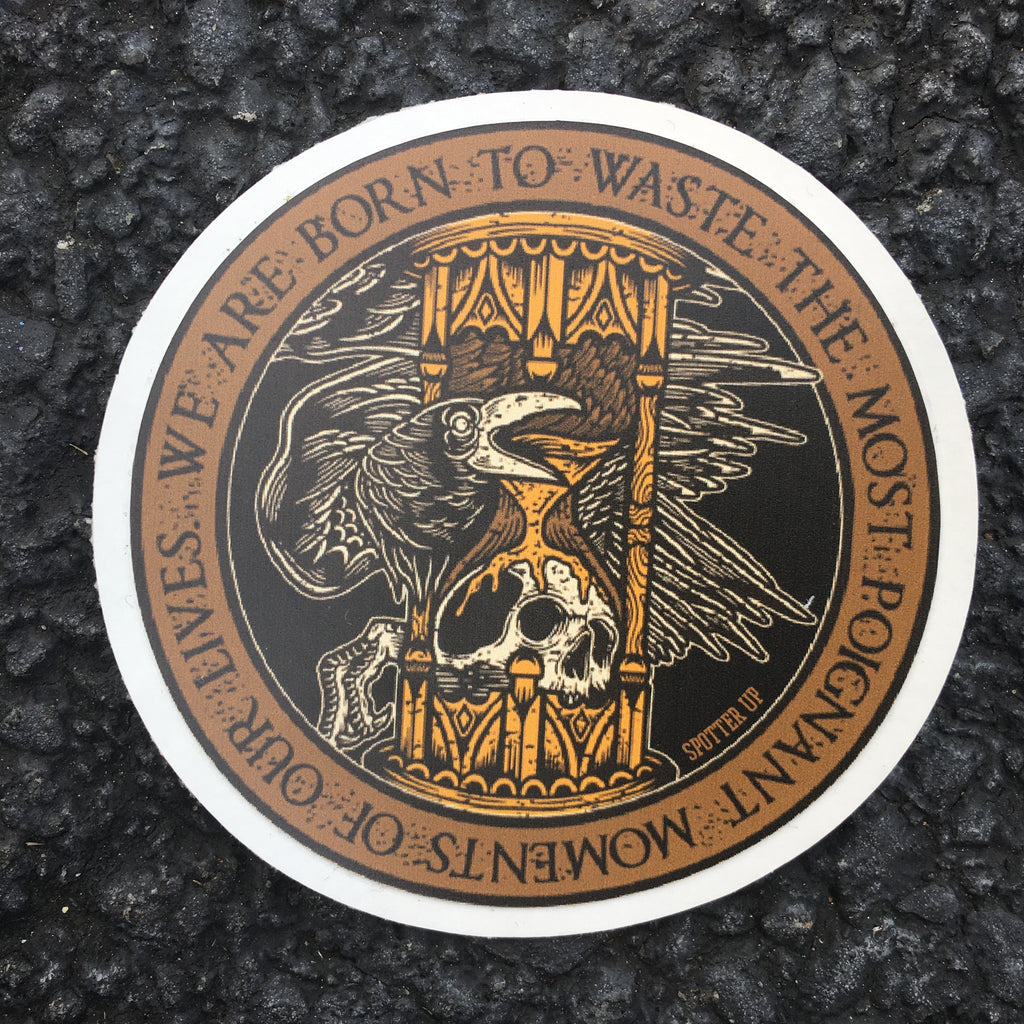 WE ARE BORN TO WASTE THE MOST POIGNANT MOMENTS OF OUR LIVES
SPOTTER UP